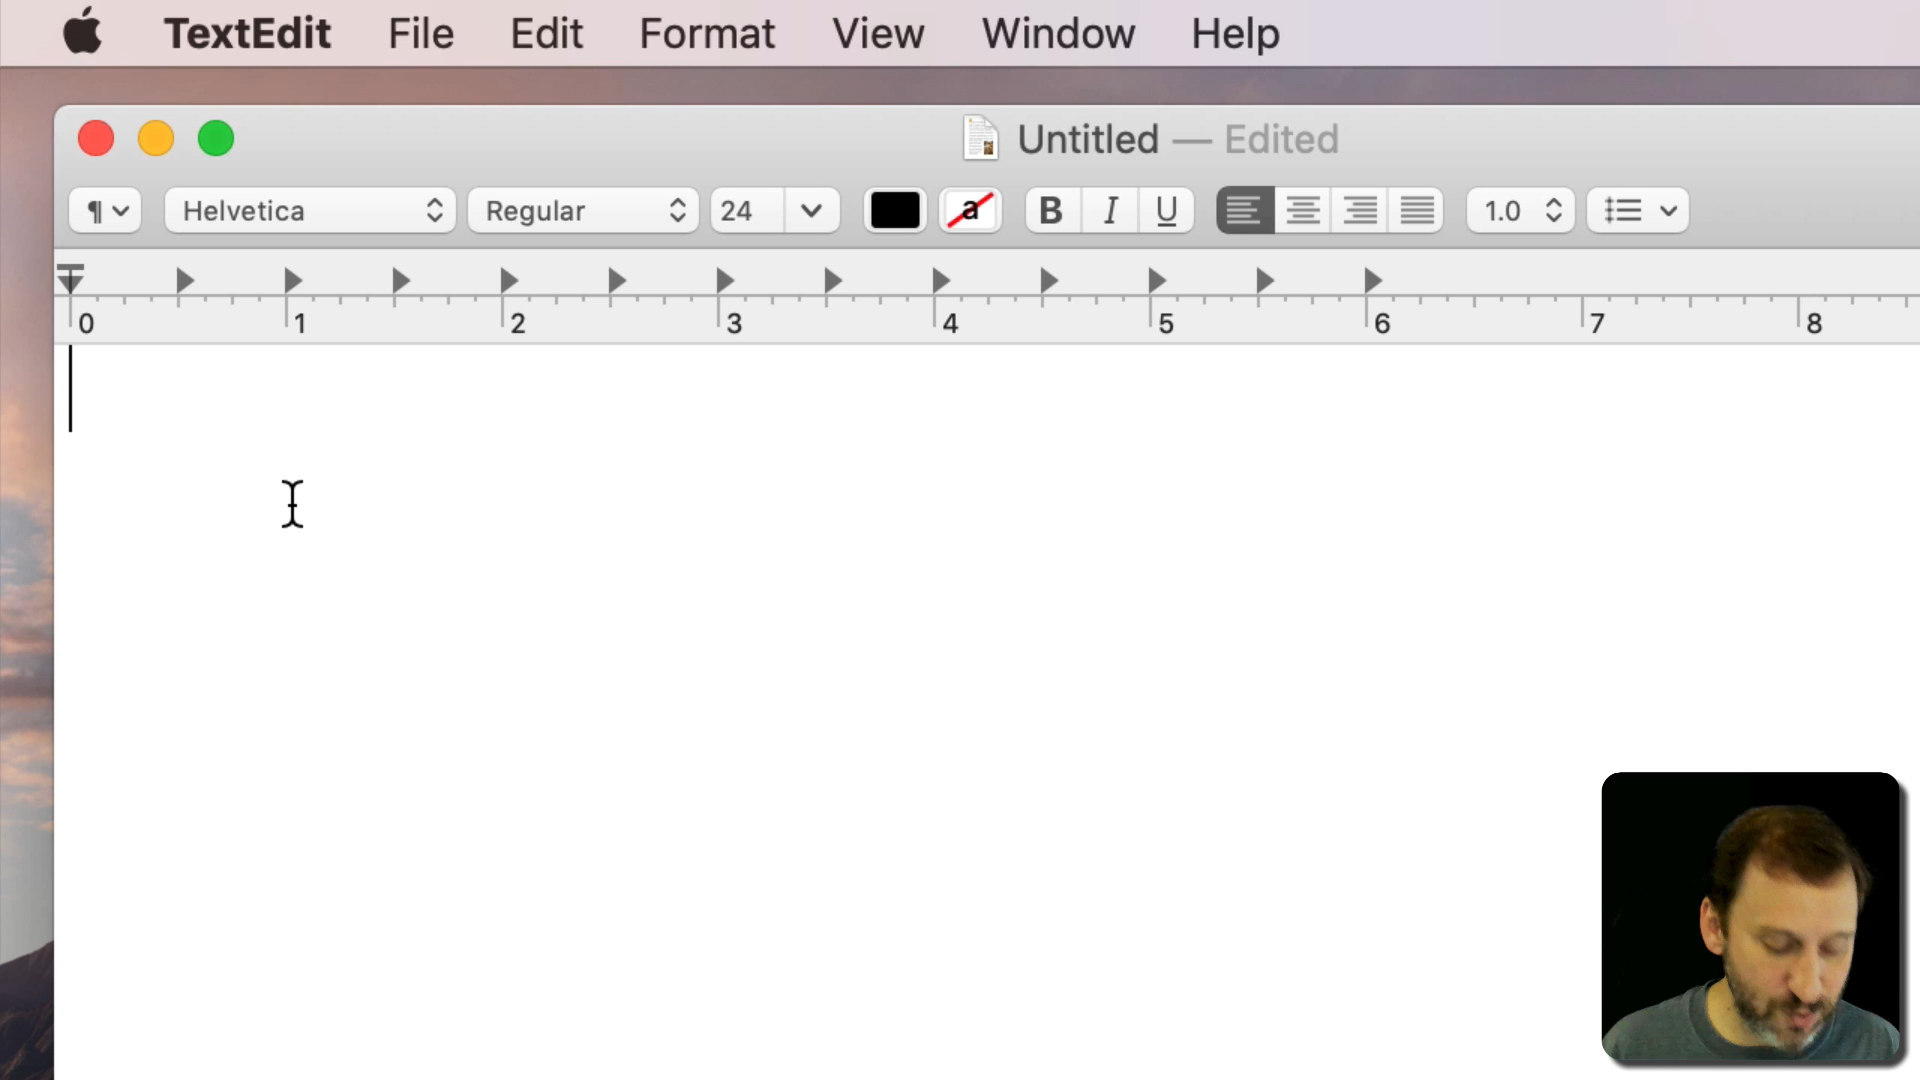 TextEdit File Edit Format View Window Help
Untitled — Edited
¶ Helvetica Regular 24 a B I U 1.0
0 1 2 3 4 5 6 7 8